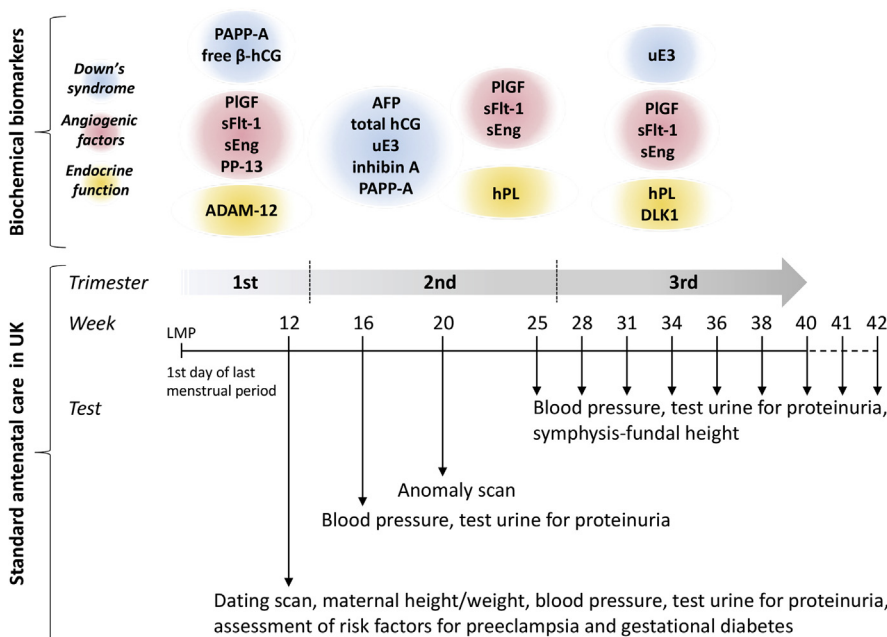 Biochemical biomarkers
Down's
syndrome
Angiogenic
factors
Endocrine
function
PAPP-A
free β-hCG
PlGF
sFlt-1
sEng
PP-13
ADAM-12
AFP
total hCG
uE3
inhibin A
PAPP-A
PlGF
sFlt-1
sEng
hPL
uE3
PlGF
sFlt-1
sEng
hPL
DLK1
Standard antenatal care in UK
Trimester
1st
2nd
3rd
Week
LMP
12
16
20
25
28
31
34
36
38
40
41
42
1st day of last
menstrual period
Test
Blood pressure, test urine for proteinuria,
symphysis-fundal height
Anomaly scan
Blood pressure, test urine for proteinuria
Dating scan, maternal height/weight, blood pressure, test urine for proteinuria,
assessment of risk factors for preeclampsia and gestational diabetes